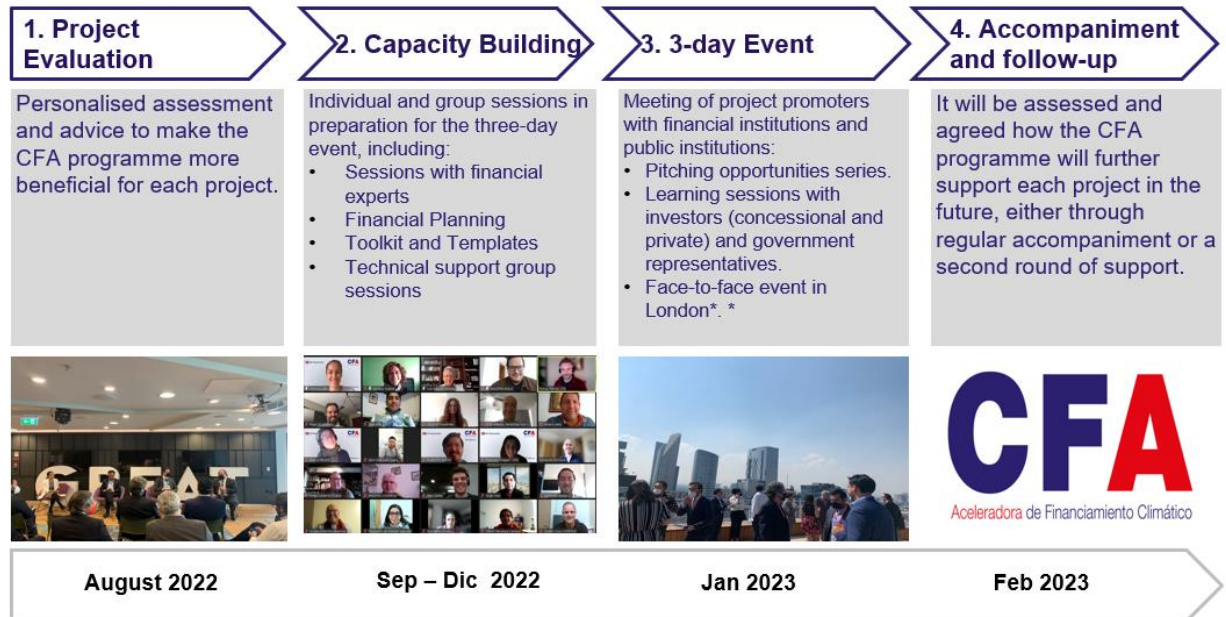 1. Project
Evaluation
2. Capacity Building
3. 3-day Event
4. Accompaniment
and follow-up
Personalised assessment
and advice to make the
CFA programme more
beneficial for each project.
Individual and group sessions in
preparation for the three-day
event, including:
• Sessions with financial
experts
• Financial Planning
• Toolkit and Templates
• Technical support group
sessions
Meeting of project promoters
with financial institutions and
public institutions:
• Pitching opportunities series.
• Learning sessions with
investors (concessional and
private) and government
representatives.
• Face-to-face event in
London*. *
It will be assessed and
agreed how the CFA
programme will further
support each project in the
future, either through
regular accompaniment or a
second round of support.
GREAT
CFA
CFA
CFA
CFA
Aceleradora de Financiamiento Climático
August 2022
Sep – Dic 2022
Jan 2023
Feb 2023